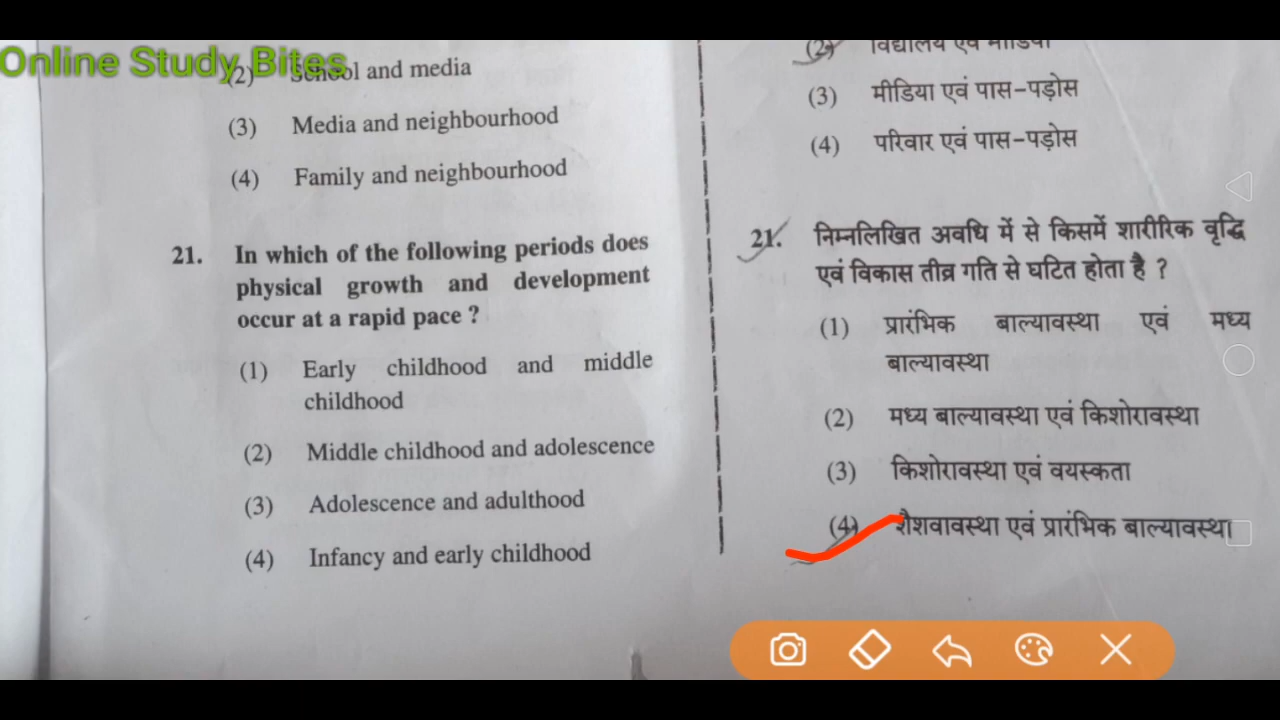 Online Study Bites
(2) School and media
(3) Media and neighbourhood
(4) Family and neighbourhood
21. In which of the following periods does
physical growth and development
occur at a rapid pace ?
(1) Early childhood and middle
childhood
(2) Middle childhood and adolescence
(3) Adolescence and adulthood
(4) Infancy and early childhood
(2) विद्यालय एवं मीडिया
(3) मीडिया एवं पास-पड़ोस
(4) परिवार एवं पास-पड़ोस
21. निम्नलिखित अवधि में से किसमें शारीरिक वृद्धि
एवं विकास तीव्र गति से घटित होता है ?
(1) प्रारंभिक बाल्यावस्था एवं मध्य
बाल्यावस्था
(2) मध्य बाल्यावस्था एवं किशोरावस्था
(3) किशोरावस्था एवं वयस्कता
(4) शैशवावस्था एवं प्रारंभिक बाल्यावस्था